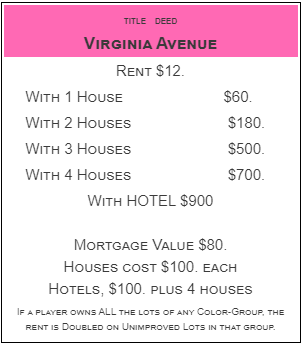 TITLE DEED
VIRGINIA AVENUE
RENT $12.
WITH 1 HOUSE $60.
WITH 2 HOUSES $180.
WITH 3 HOUSES $500.
WITH 4 HOUSES $700.
WITH HOTEL $900
MORTGAGE VALUE $80.
HOUSES COST $100. EACH
HOTELS, $100. PLUS 4 HOUSES
IF A PLAYER OWNS ALL THE LOTS OF ANY COLOR-GROUP, THE
RENT IS DOUBLED ON UNIMPROVED LOTS IN THAT GROUP.